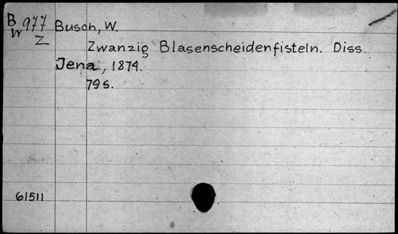 B 977 Busch, W.
W
Z
Zwanzig Blasenscheidenfisteln. Diss.
Jena, 1874.
79 s.
61511